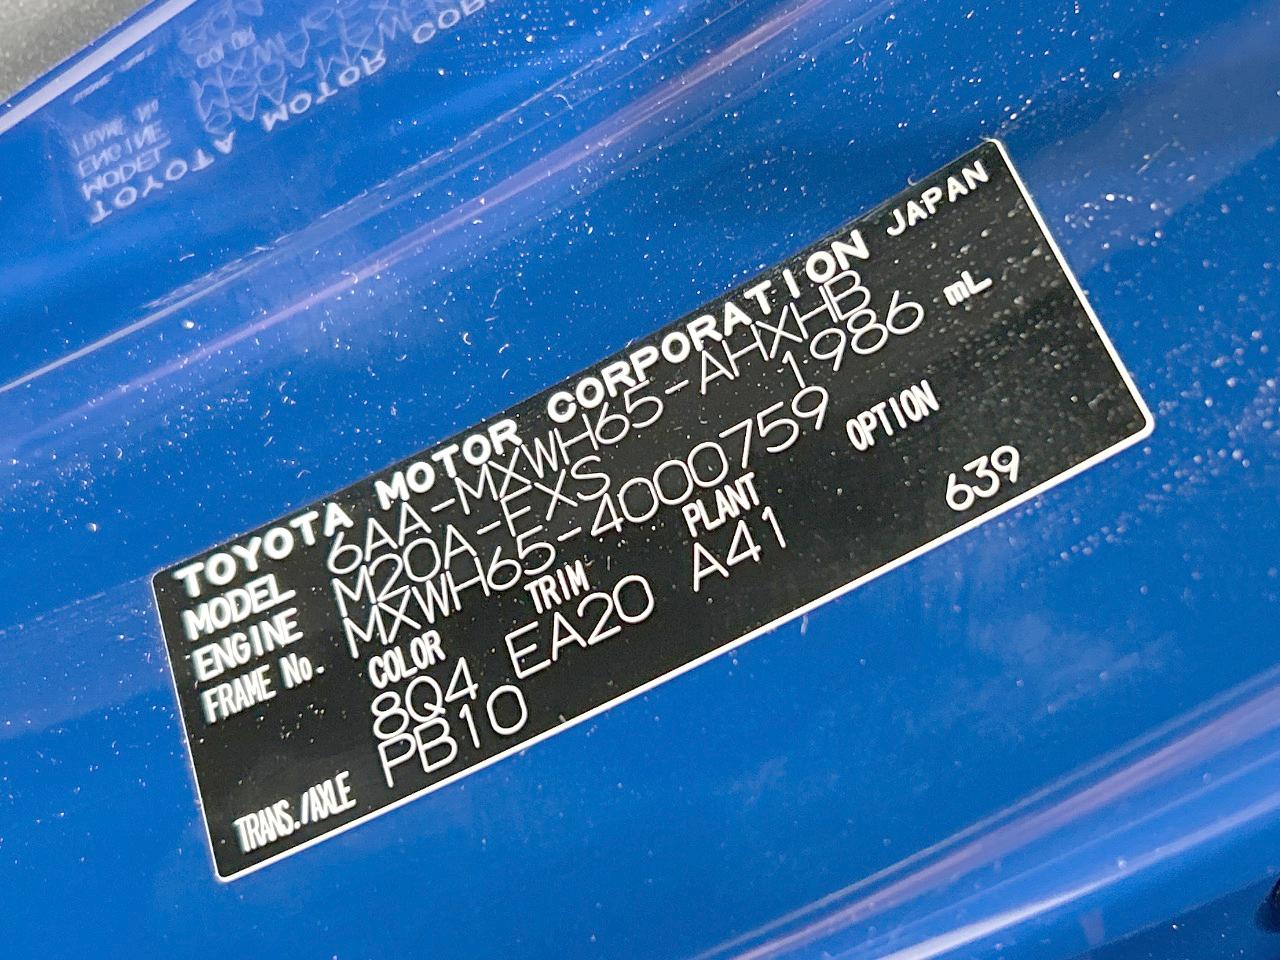 TOYOTA MOTOR CORPORATION JAPAN
MODEL 6AA-MXWH65-AHXHB
ENGINE M20A-FXS 1986 mL
FRAME No. MXWH65-4000759
COLOR TRIM PLANT OPTION
8Q4 EA20 A41 639
TRANS./AXLE PB10